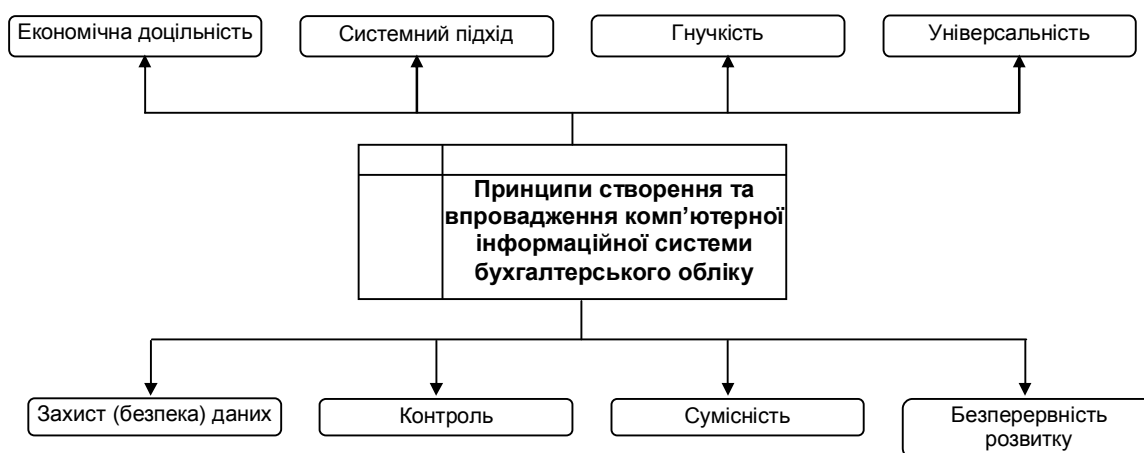 Економічна доцільність
Системний підхід
Гнучкість
Універсальність
Принципи створення та
впровадження комп’ютерної
інформаційної системи
бухгалтерського обліку
Захист (безпека) даних
Контроль
Сумісність
Безперервність
розвитку